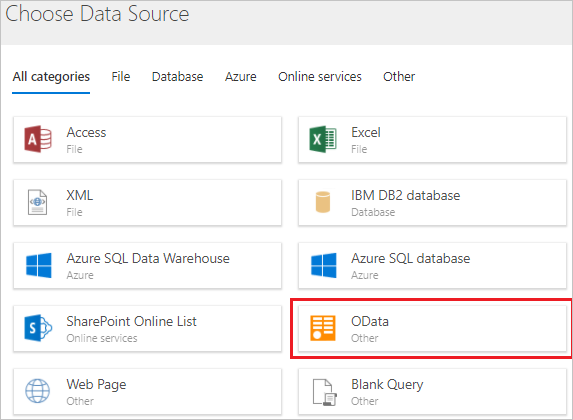 Choose Data Source
All categories File Database Azure Online services Other
Access
File
Excel
File
XML
File
IBM DB2 database
Database
Azure SQL Data Warehouse
Azure
Azure SQL database
Azure
SharePoint Online List
Online services
OData
Other
Web Page
Other
Blank Query
Other